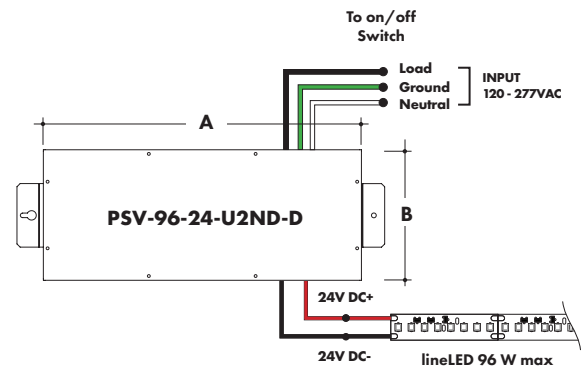 To on/off
Switch
Load
Ground
Neutral
INPUT
120 - 277VAC
A
PSV-96-24-U2ND-D
B
24V DC+
24V DC-
lineLED 96 W max